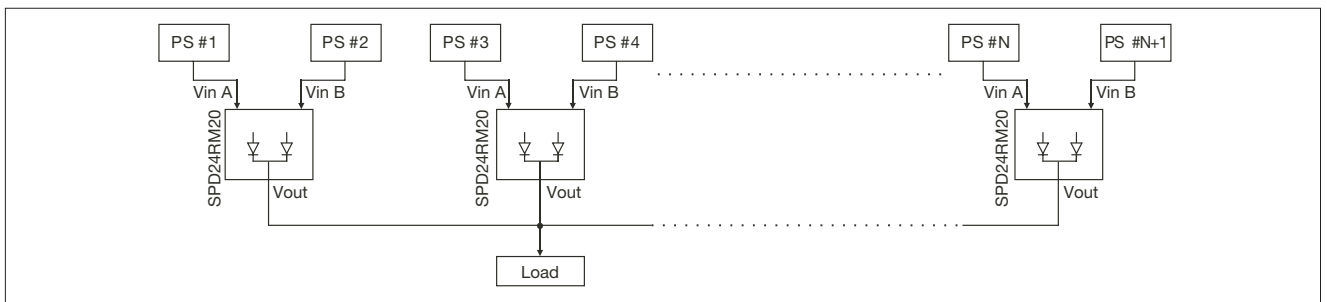 PS #1
PS #2
PS #3
PS #4
PS #N
PS #N+1
Vin A
Vin B
Vin A
Vin B
Vin A
Vin B
SPD24RM20
SPD24RM20
SPD24RM20
Vout
Vout
Vout
Load